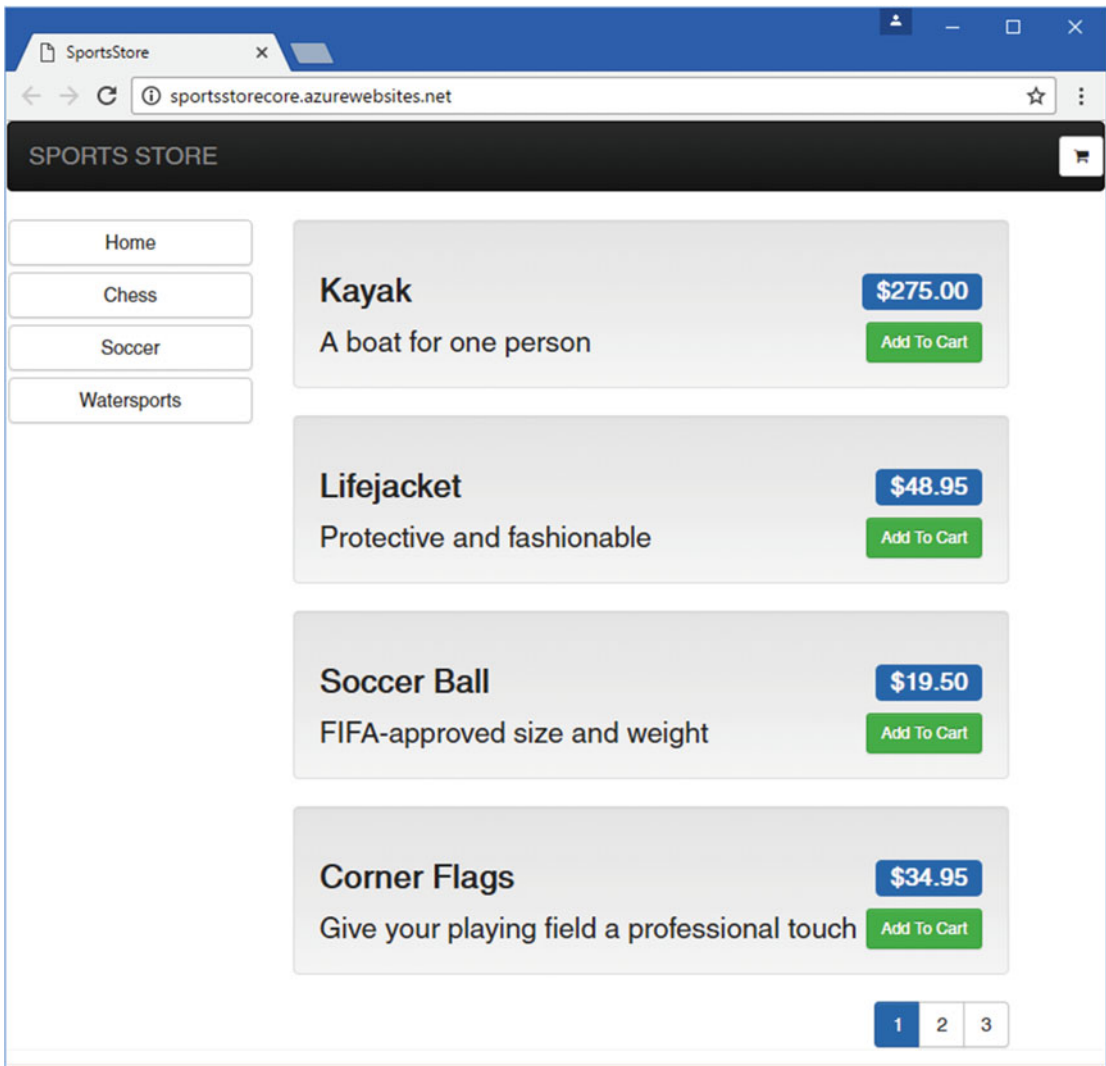 SportsStore
sportsstorecore.azurewebsites.net
SPORTS STORE
Home
Chess
Soccer
Watersports
Kayak
$275.00
A boat for one person
Add To Cart
Lifejacket
$48.95
Protective and fashionable
Add To Cart
Soccer Ball
$19.50
FIFA-approved size and weight
Add To Cart
Corner Flags
$34.95
Give your playing field a professional touch
Add To Cart
1 2 3